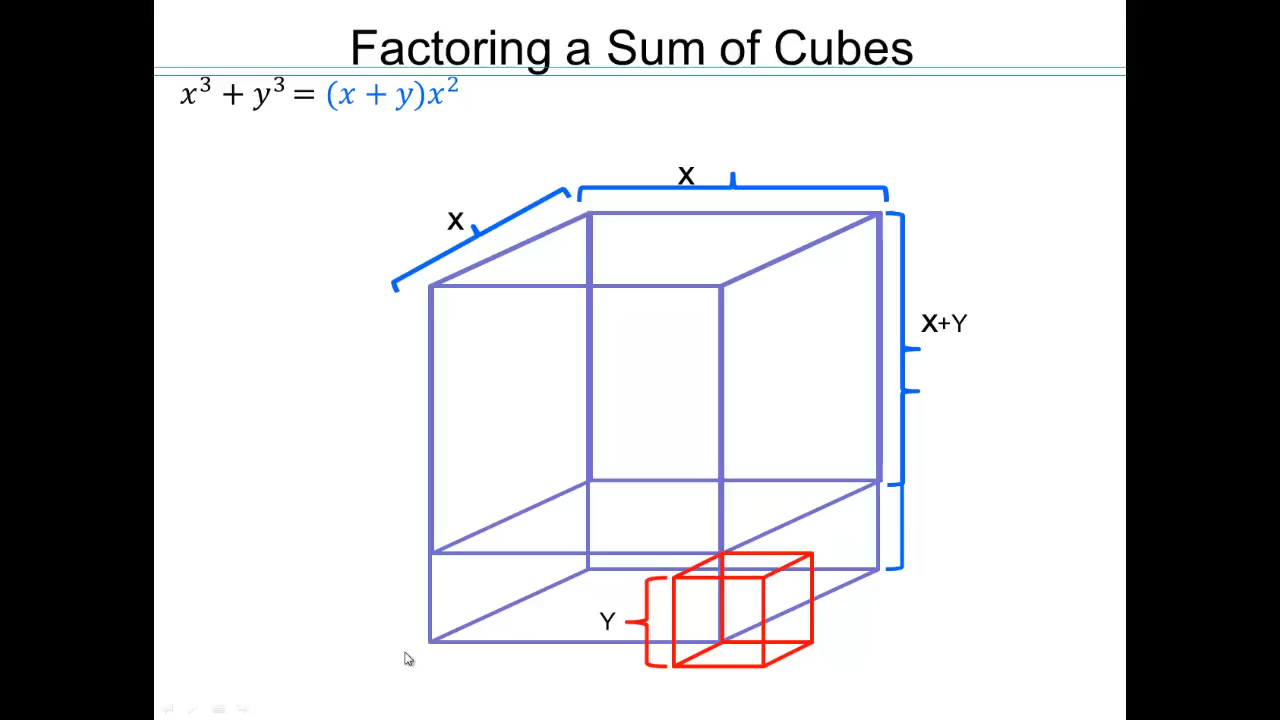 Factoring a Sum of Cubes
x³ + y³ = (x + y)x²
X
X
X+Y
Y